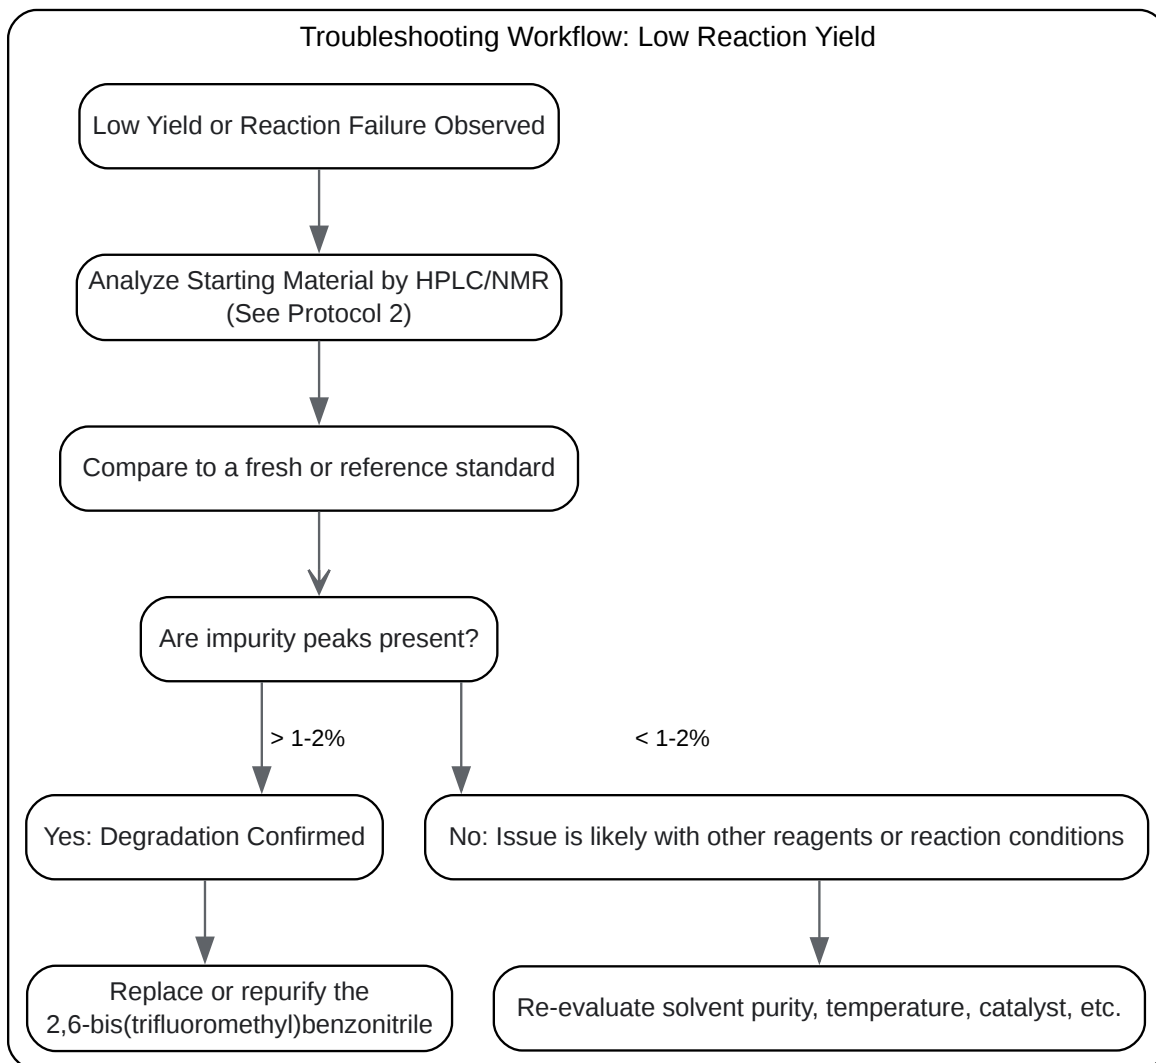 Troubleshooting Workflow: Low Reaction Yield
Low Yield or Reaction Failure Observed
Analyze Starting Material by HPLC/NMR
(See Protocol 2)
Compare to a fresh or reference standard
Are impurity peaks present?
> 1-2%
< 1-2%
Yes: Degradation Confirmed
No: Issue is likely with other reagents or reaction conditions
Replace or repurify the
2,6-bis(trifluoromethyl)benzonitrile
Re-evaluate solvent purity, temperature, catalyst, etc.